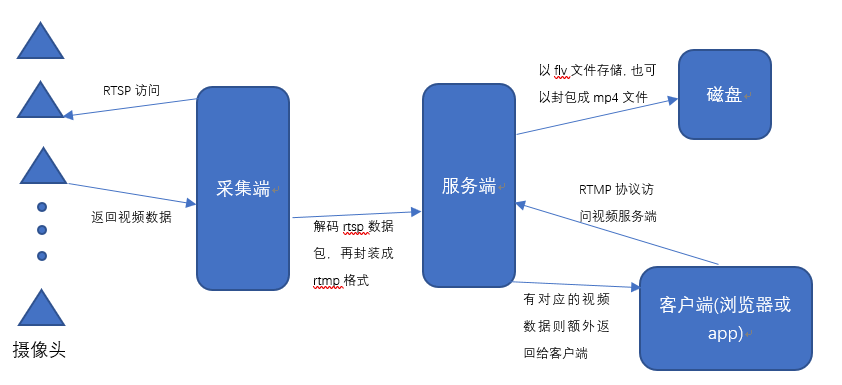 RTSP 访问
返回视频数据
摄像头
采集端
解码 rtsp 数据
包，再封装成
rtmp 格式
服务端
以 flv 文件存储, 也可
以封包成 mp4 文件
磁盘
RTMP 协议访
问视频服务端
有对应的视频
数据则额外返
回给客户端
客户端(浏览器或
app)